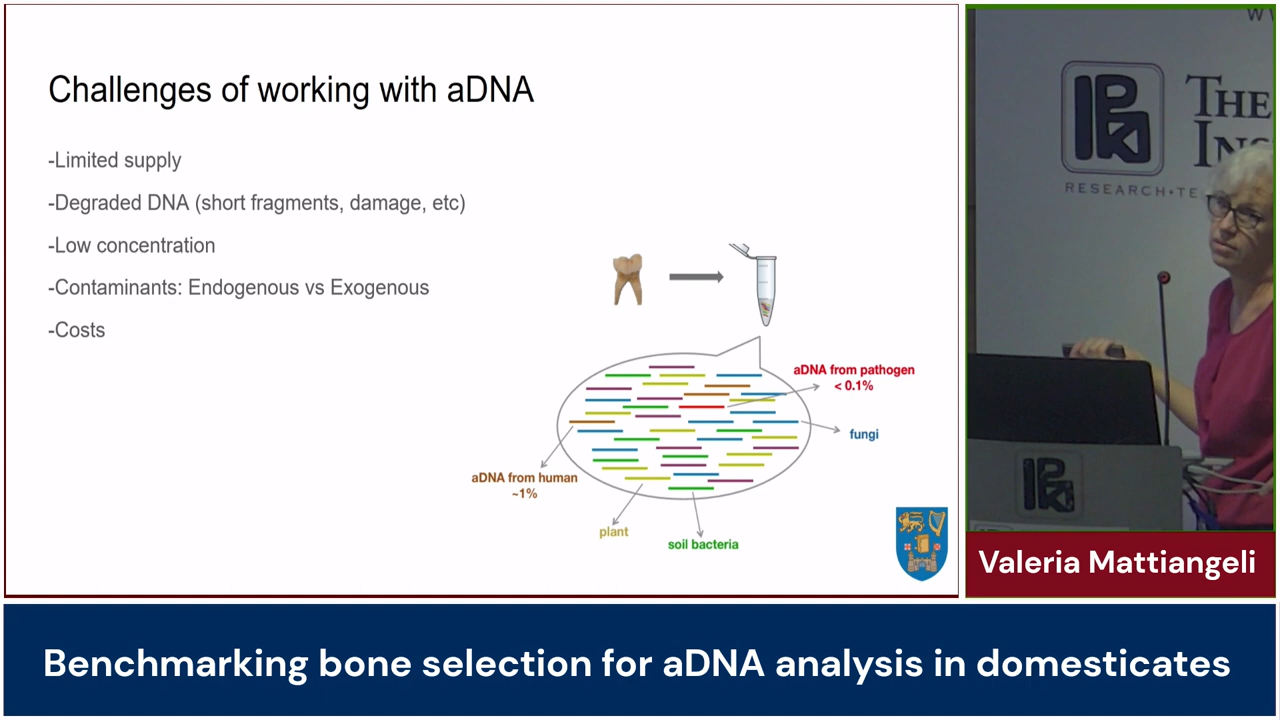 Challenges of working with aDNA
-Limited supply
-Degraded DNA (short fragments, damage, etc)
-Low concentration
-Contaminants: Endogenous vs Exogenous
-Costs
aDNA from pathogen
< 0.1%
fungi
aDNA from human
~1%
plant
soil bacteria
W
THE
INS
RESEARCH•TE
Valeria Mattiangeli
Benchmarking bone selection for aDNA analysis in domesticates